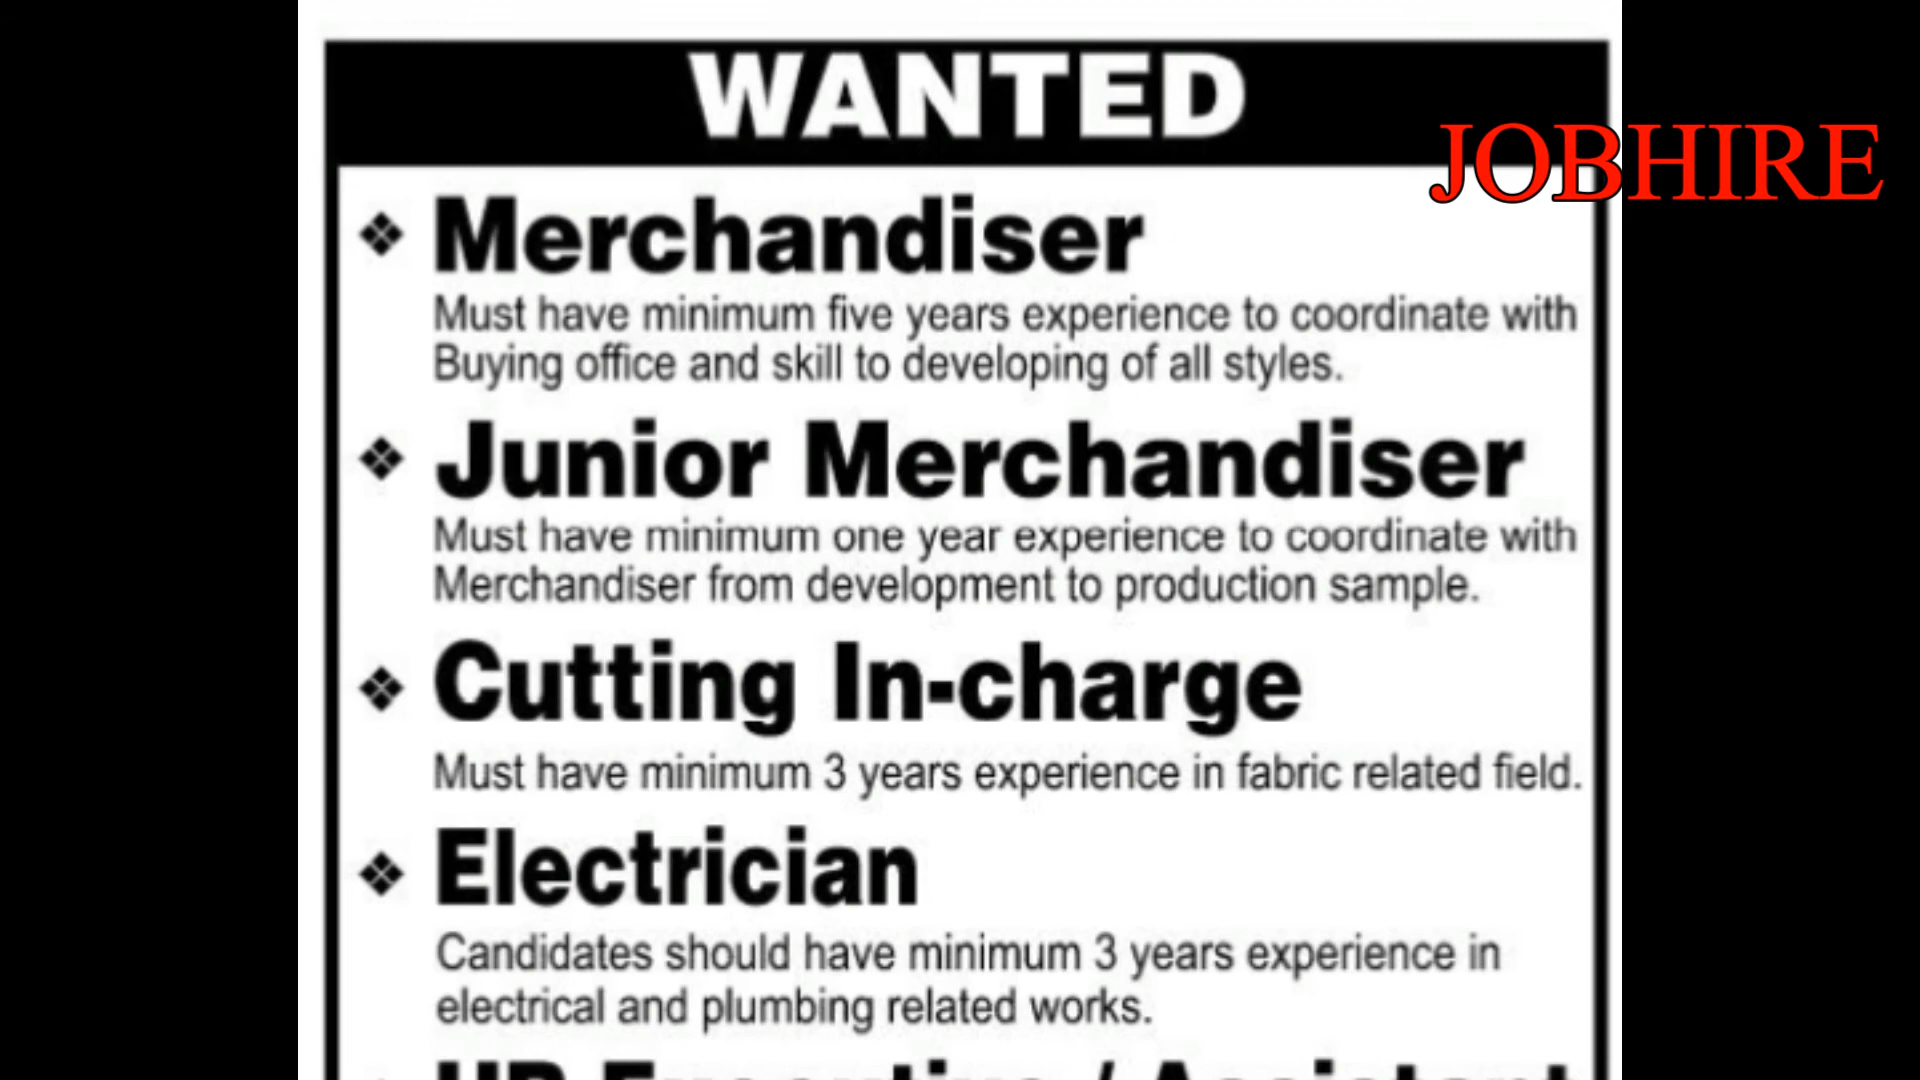 WANTED
JOBHIRE
❖ Merchandiser
Must have minimum five years experience to coordinate with
Buying office and skill to developing of all styles.
❖ Junior Merchandiser
Must have minimum one year experience to coordinate with
Merchandiser from development to production sample.
❖ Cutting In-charge
Must have minimum 3 years experience in fabric related field.
❖ Electrician
Candidates should have minimum 3 years experience in
electrical and plumbing related works.
HR Executive / Assistant